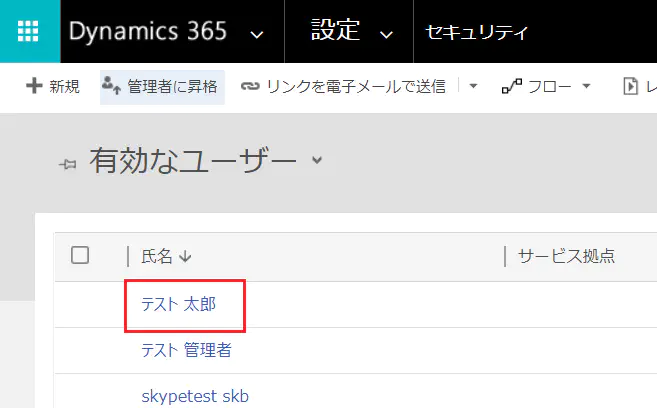 Dynamics 365 設定 セキュリティ
新規 管理者に昇格 リンクを電子メールで送信 フロー レ
有効なユーザー
氏名 サービス拠点
テスト 太郎
テスト 管理者
skypetest skb